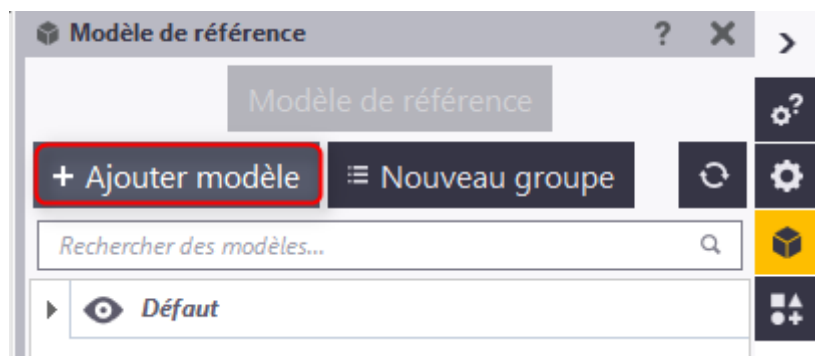 Modèle de référence ?
Modèle de référence
+ Ajouter modèle Nouveau groupe
Rechercher des modèles...
Défaut